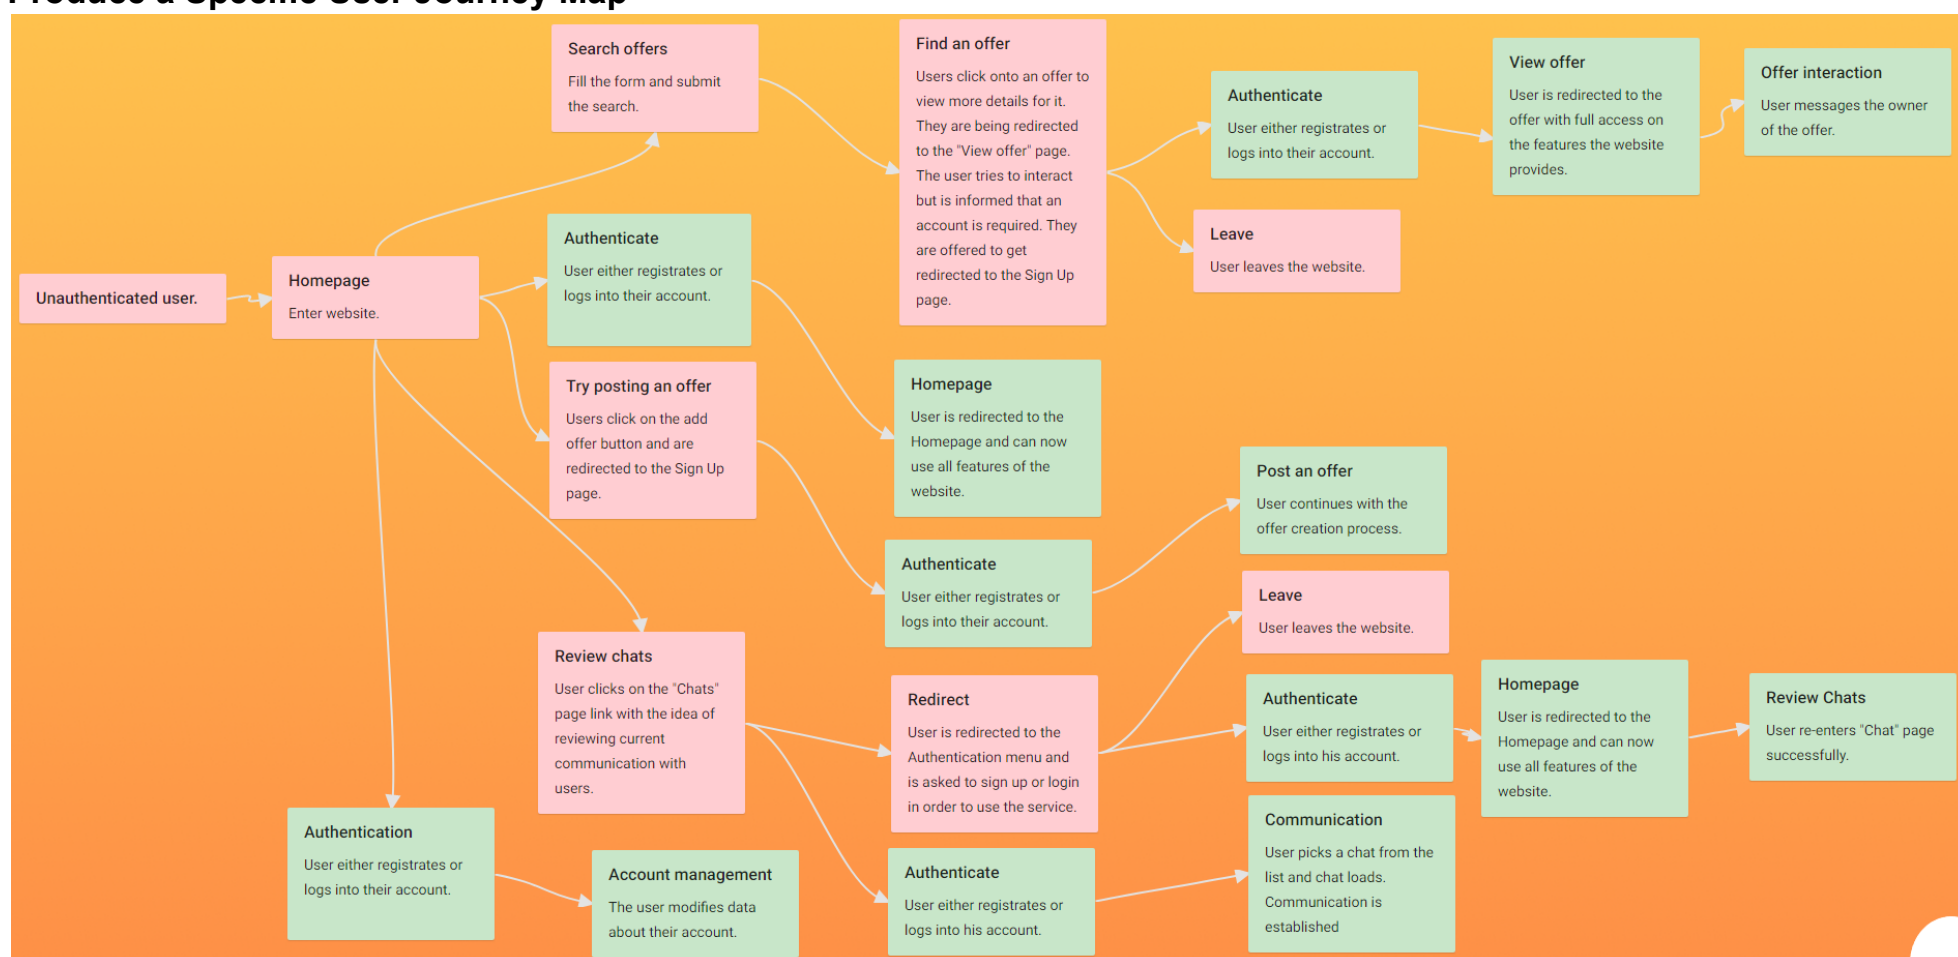 Produce a Specific User Journey Map
Search offers
Fill the form and submit
the search.
Find an offer
Users click onto an offer to
view more details for it.
They are being redirected
to the "View offer" page.
The user tries to interact
but is informed that an
account is required. They
are offered to get
redirected to the Sign Up
page.
Authenticate
User either registrates or
logs into their account.
View offer
User is redirected to the
offer with full access on
the features the website
provides.
Offer interaction
User messages the owner
of the offer.
Leave
User leaves the website.
Unauthenticated user.
Homepage
Enter website.
Authenticate
User either registrates or
logs into their account.
Try posting an offer
Users click on the add
offer button and are
redirected to the Sign Up
page.
Homepage
User is redirected to the
Homepage and can now
use all features of the
website.
Authenticate
User either registrates or
logs into their account.
Post an offer
User continues with the
offer creation process.
Leave
User leaves the website.
Review chats
User clicks on the "Chats"
page link with the idea of
reviewing current
communication with
users.
Redirect
User is redirected to the
Authentication menu and
is asked to sign up or login
in order to use the service.
Authenticate
User either registrates or
logs into his account.
Homepage
User is redirected to the
Homepage and can now
use all features of the
website.
Review Chats
User re-enters "Chat" page
successfully.
Authentication
User either registrates or
logs into their account.
Account management
The user modifies data
about their account.
Authenticate
User either registrates or
logs into his account.
Communication
User picks a chat from the
list and chat loads.
Communication is
established